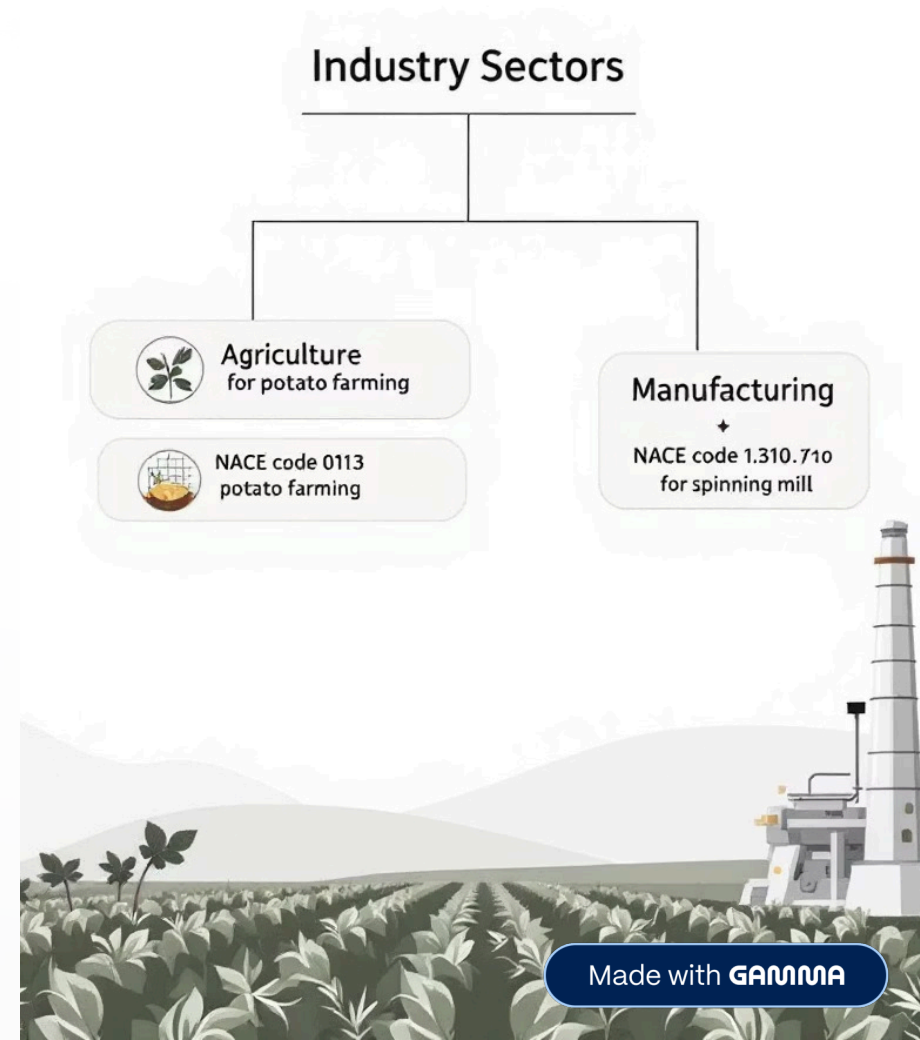 Industry Sectors
Agriculture
for potato farming
NACE code 0113
potato farming
Manufacturing
NACE code 1.310.710
for spinning mill
Made with GAMMA